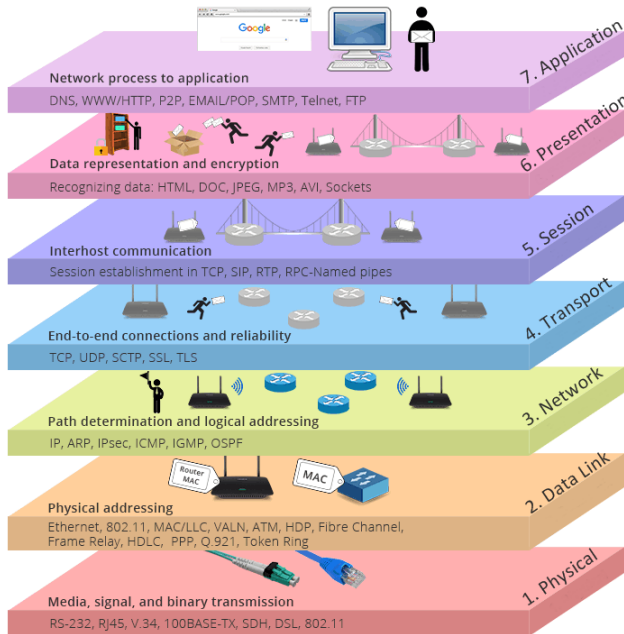 Google
7. Application
Network process to application
DNS, WWW/HTTP, P2P, EMAIL/POP, SMTP, Telnet, FTP
6. Presentation
Data representation and encryption
Recognizing data: HTML, DOC, JPEG, MP3, AVI, Sockets
5. Session
Interhost communication
Session establishment in TCP, SIP, RTP, RPC-Named pipes
4. Transport
End-to-end connections and reliability
TCP, UDP, SCTP, SSL, TLS
3. Network
Path determination and logical addressing
IP, ARP, IPsec, ICMP, IGMP, OSPF
Router
MAC
MAC
2. Data Link
Physical addressing
Ethernet, 802.11, MAC/LLC, VALN, ATM, HDP, Fibre Channel,
Frame Relay, HDLC, PPP, Q.921, Token Ring
1. Physical
Media, signal, and binary transmission
RS-232, RJ45, V.34, 100BASE-TX, SDH, DSL, 802.11